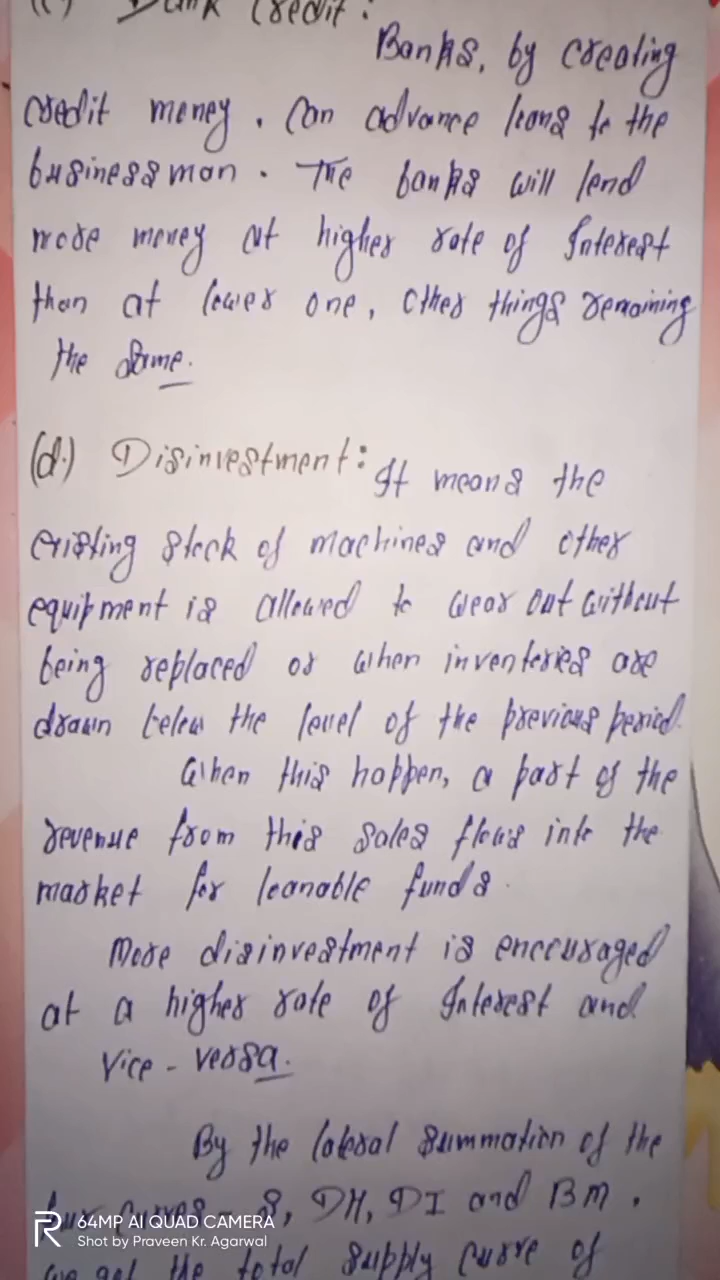 (c) Bank Credit:
Banks, by creating
credit money. Can advance loans to the
businessman. The banks will lend
more money at higher rate of Interest
than at lower one, other things remaining
the same.
(d.) Disinvestment: It means the
existing stock of machines and other
equipment is allowed to wear out without
being replaced or when inventories are
drawn below the level of the previous period.
When this happen, a part of the
revenue from this sales flows into the
market for loanable funds.
More disinvestment is encouraged
at a higher rate of Interest and
Vice-versa.
By the lateral summation of the
four curves - S, DH, DI and BM,
we get the total supply curve of
64MP AI QUAD CAMERA
Shot by Praveen Kr. Agarwal